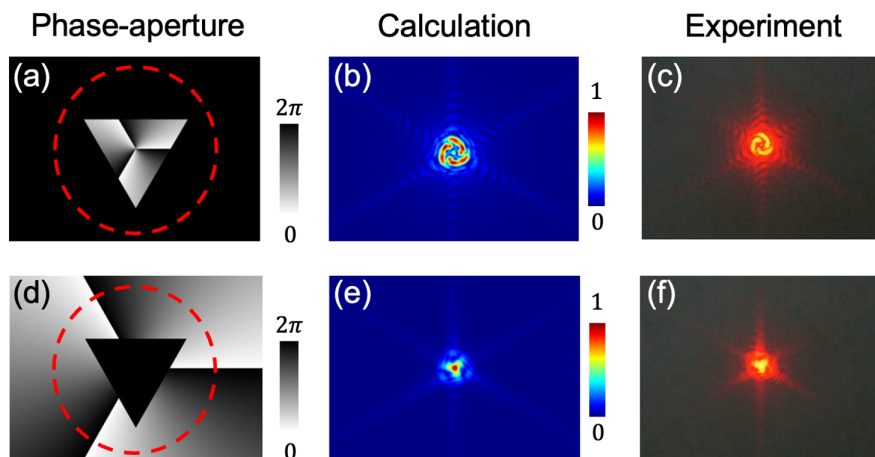 Phase-aperture Calculation Experiment
(a) 2π 0 (b) 1 0 (c)
(d) 2π 0 (e) 1 0 (f)